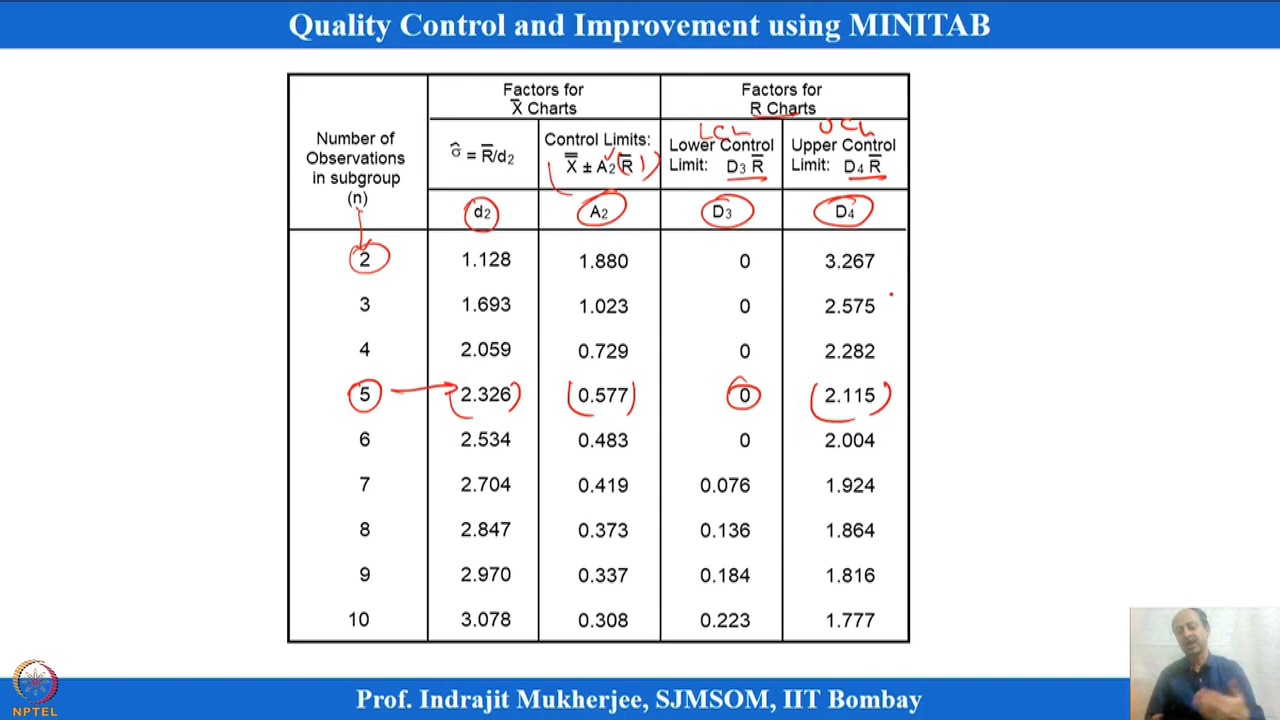 Quality Control and Improvement using MINITAB
Number of Observations in subgroup (n) | Factors for X̄ Charts | Factors for R Charts
LCL UCL
σ̂ = R̄/d₂ | Control Limits: X̿ ± A₂ R̄ | Lower Control Limit: D₃ R̄ | Upper Control Limit: D₄ R̄
d₂ A₂ D₃ D₄
2 1.128 1.880 0 3.267
3 1.693 1.023 0 2.575
4 2.059 0.729 0 2.282
5 2.326 0.577 0 2.115
6 2.534 0.483 0 2.004
7 2.704 0.419 0.076 1.924
8 2.847 0.373 0.136 1.864
9 2.970 0.337 0.184 1.816
10 3.078 0.308 0.223 1.777
NPTEL
Prof. Indrajit Mukherjee, SJMSOM, IIT Bombay